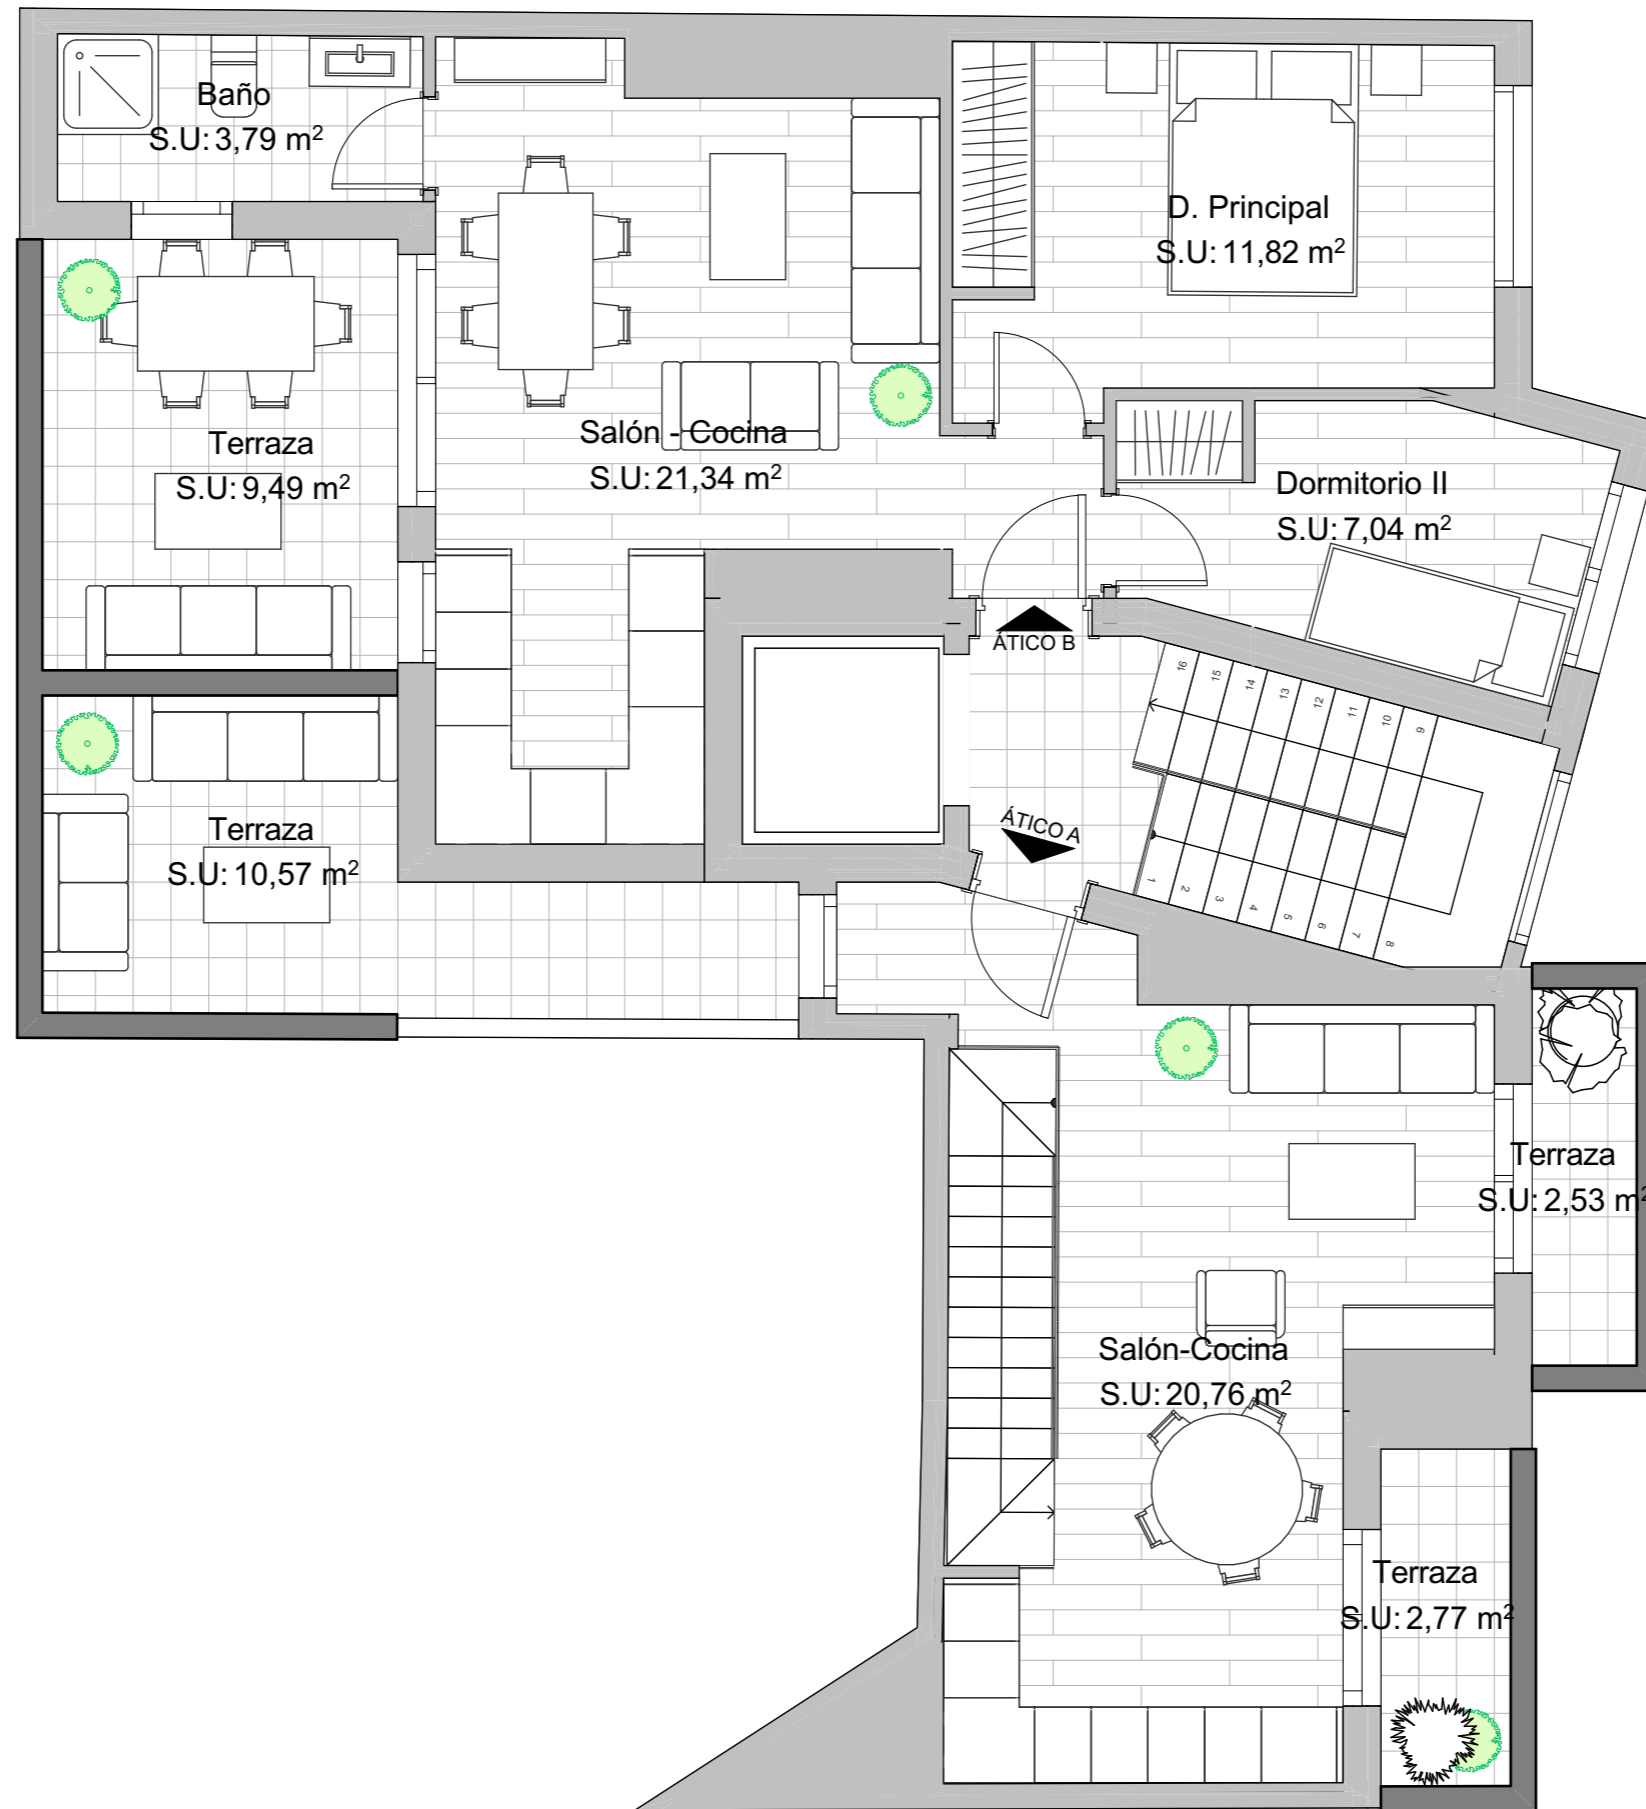 Baño
S.U: 3,79 m²
D. Principal
S.U: 11,82 m²
Terraza
S.U: 9,49 m²
Salón - Cocina
S.U: 21,34 m²
Dormitorio II
S.U: 7,04 m²
ÁTICO B
16
15
14
13
12
11
10
9
Terraza
S.U: 10,57 m²
ÁTICO A
1
2
3
4
5
6
7
8
Terraza
S.U: 2,53 m²
Salón-Cocina
S.U: 20,76 m²
Terraza
S.U: 2,77 m²